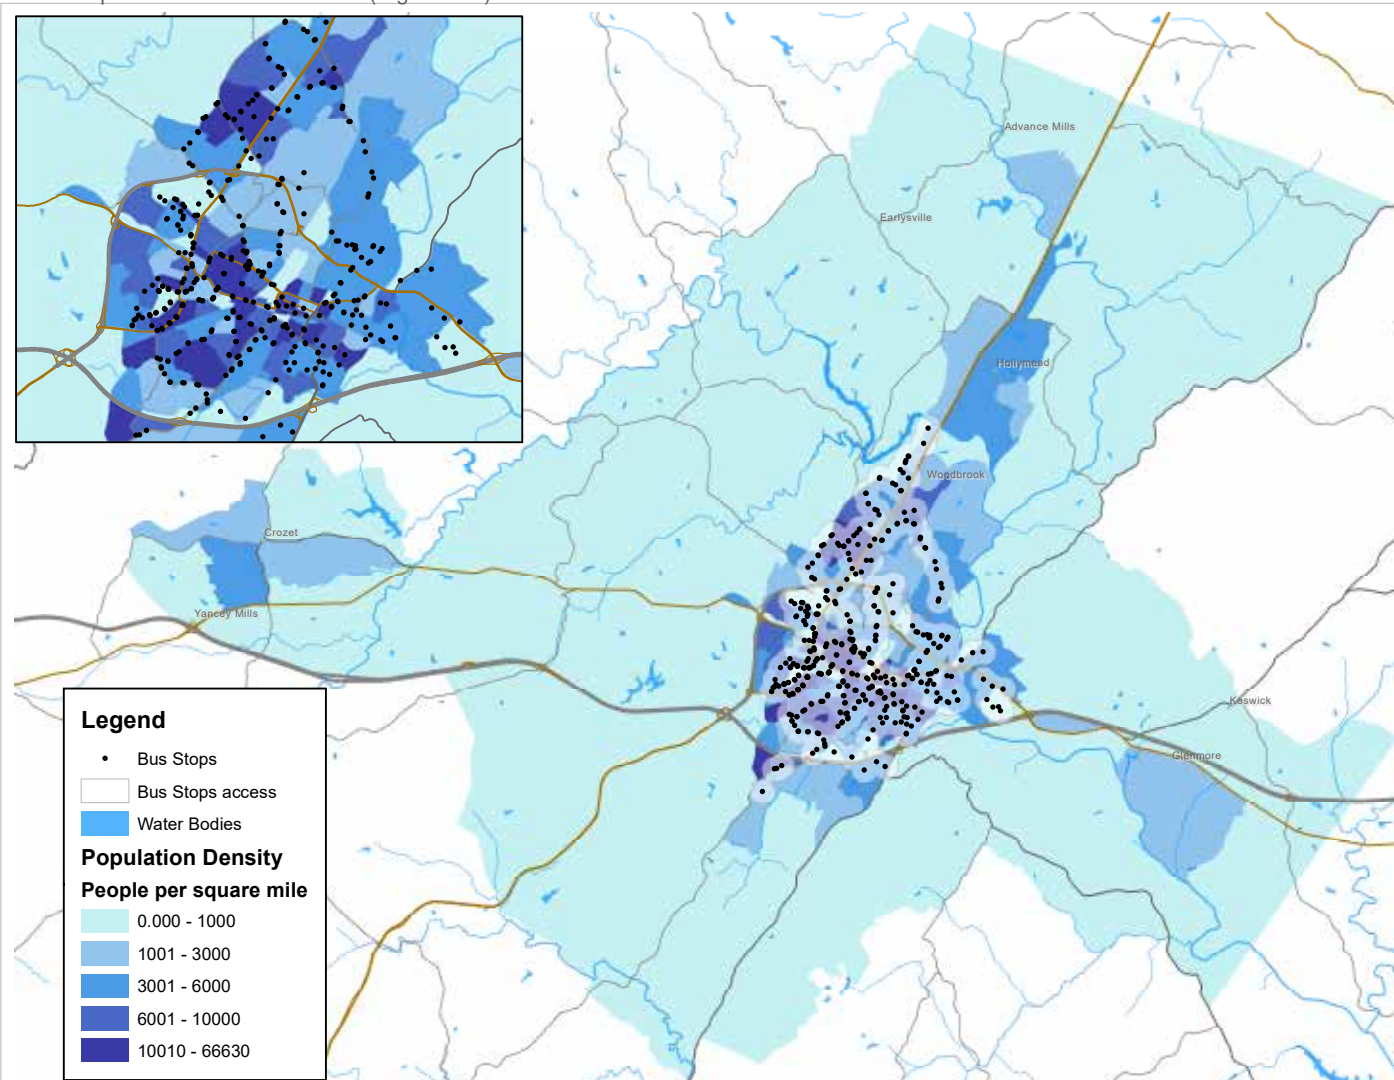 Advance Mills
Earlysville
Hollymead
Woodbrook
Crozet
Yancey Mills
Keswick
Glenmore
Legend
Bus Stops
Bus Stops access
Water Bodies
Population Density
People per square mile
0.000 - 1000
1001 - 3000
3001 - 6000
6001 - 10000
10010 - 66630